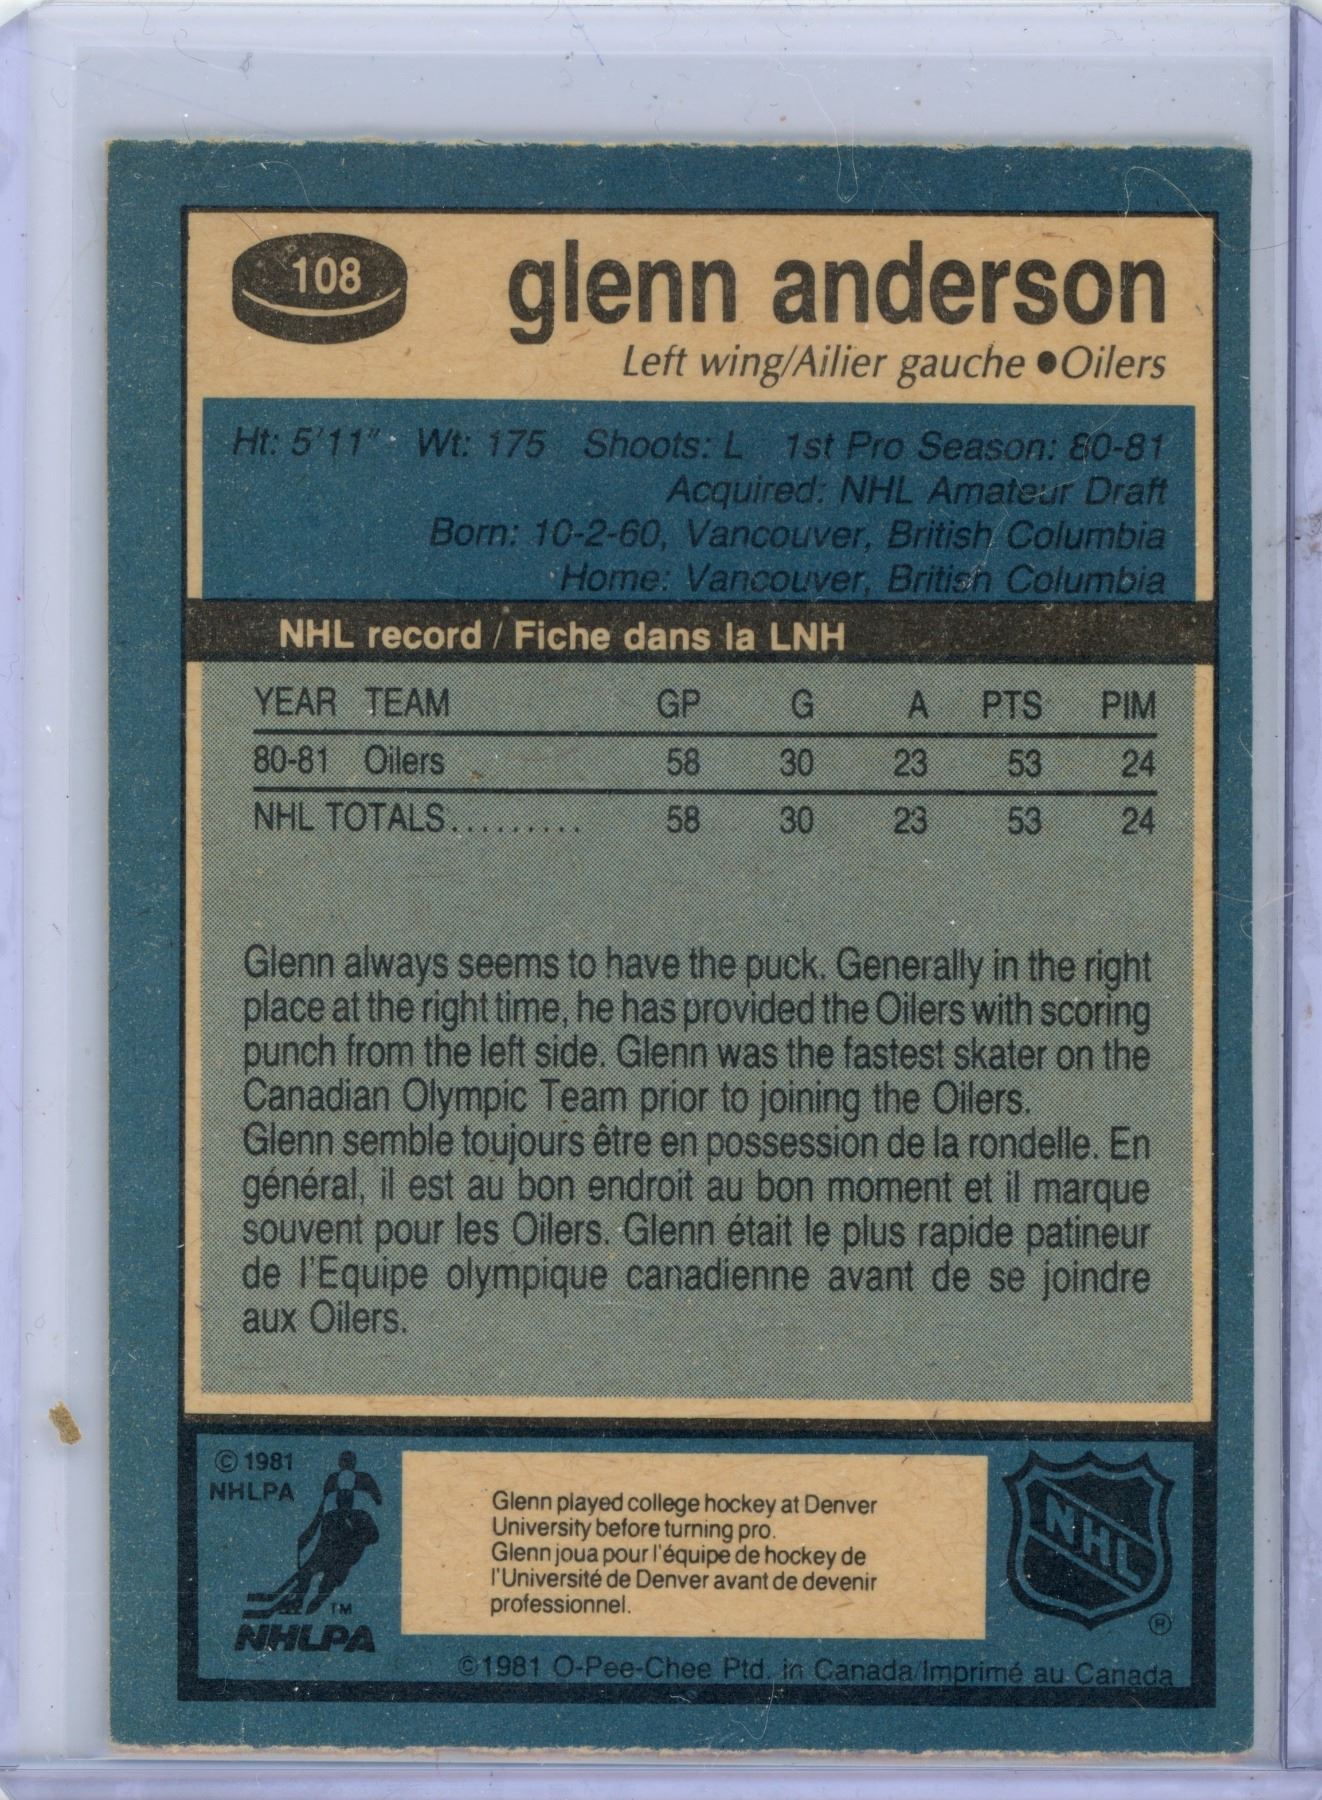 108
glenn anderson
Left wing/Ailier gauche ●Oilers
Ht: 5'11" Wt: 175 Shoots: L 1st Pro Season: 80-81
Acquired: NHL Amateur Draft
Born: 10-2-60, Vancouver, British Columbia
Home: Vancouver, British Columbia
NHL record / Fiche dans la LNH
YEAR TEAM GP G A PTS PIM
80-81 Oilers 58 30 23 53 24
NHL TOTALS......... 58 30 23 53 24
Glenn always seems to have the puck. Generally in the right
place at the right time, he has provided the Oilers with scoring
punch from the left side. Glenn was the fastest skater on the
Canadian Olympic Team prior to joining the Oilers.
Glenn semble toujours être en possession de la rondelle. En
général, il est au bon endroit au bon moment et il marque
souvent pour les Oilers. Glenn était le plus rapide patineur
de l'Equipe olympique canadienne avant de se joindre
aux Oilers.
© 1981
NHLPA
TM
NHLPA
Glenn played college hockey at Denver
University before turning pro.
Glenn joua pour l'équipe de hockey de
l'Université de Denver avant de devenir
professionnel.
NHL
®
©1981 O-Pee-Chee Ptd. in Canada/Imprimé au Canada